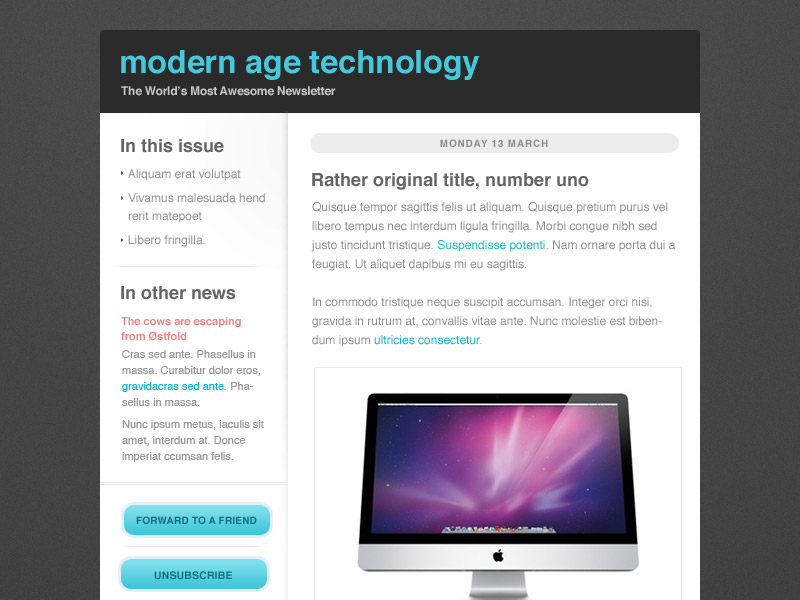 modern age technology
The World's Most Awesome Newsletter
In this issue
Aliquam erat volutpat
Vivamus malesuada hend
rerit matepoet
Libero fringilla.
In other news
The cows are escaping
from Østfold
Cras sed ante. Phasellus in
massa. Curabitur dolor eros,
gravidacras sed ante. Pha-
sellus in massa.
Nunc ipsum metus, iaculis sit
amet, interdum at. Donce
imperiat ccumsan felis.
FORWARD TO A FRIEND
UNSUBSCRIBE
MONDAY 13 MARCH
Rather original title, number uno
Quisque tempor sagittis felis ut aliquam. Quisque pretium purus vel
libero tempus nec interdum ligula fringilla. Morbi congue nibh sed
justo tincidunt tristique. Suspendisse potenti. Nam ornare porta dui a
feugiat. Ut aliquet dapibus mi eu sagittis.
In commodo tristique neque suscipit accumsan. Integer orci nisi,
gravida in rutrum at, convallis vitae ante. Nunc molestie est biben-
dum ipsum ultricies consectetur.